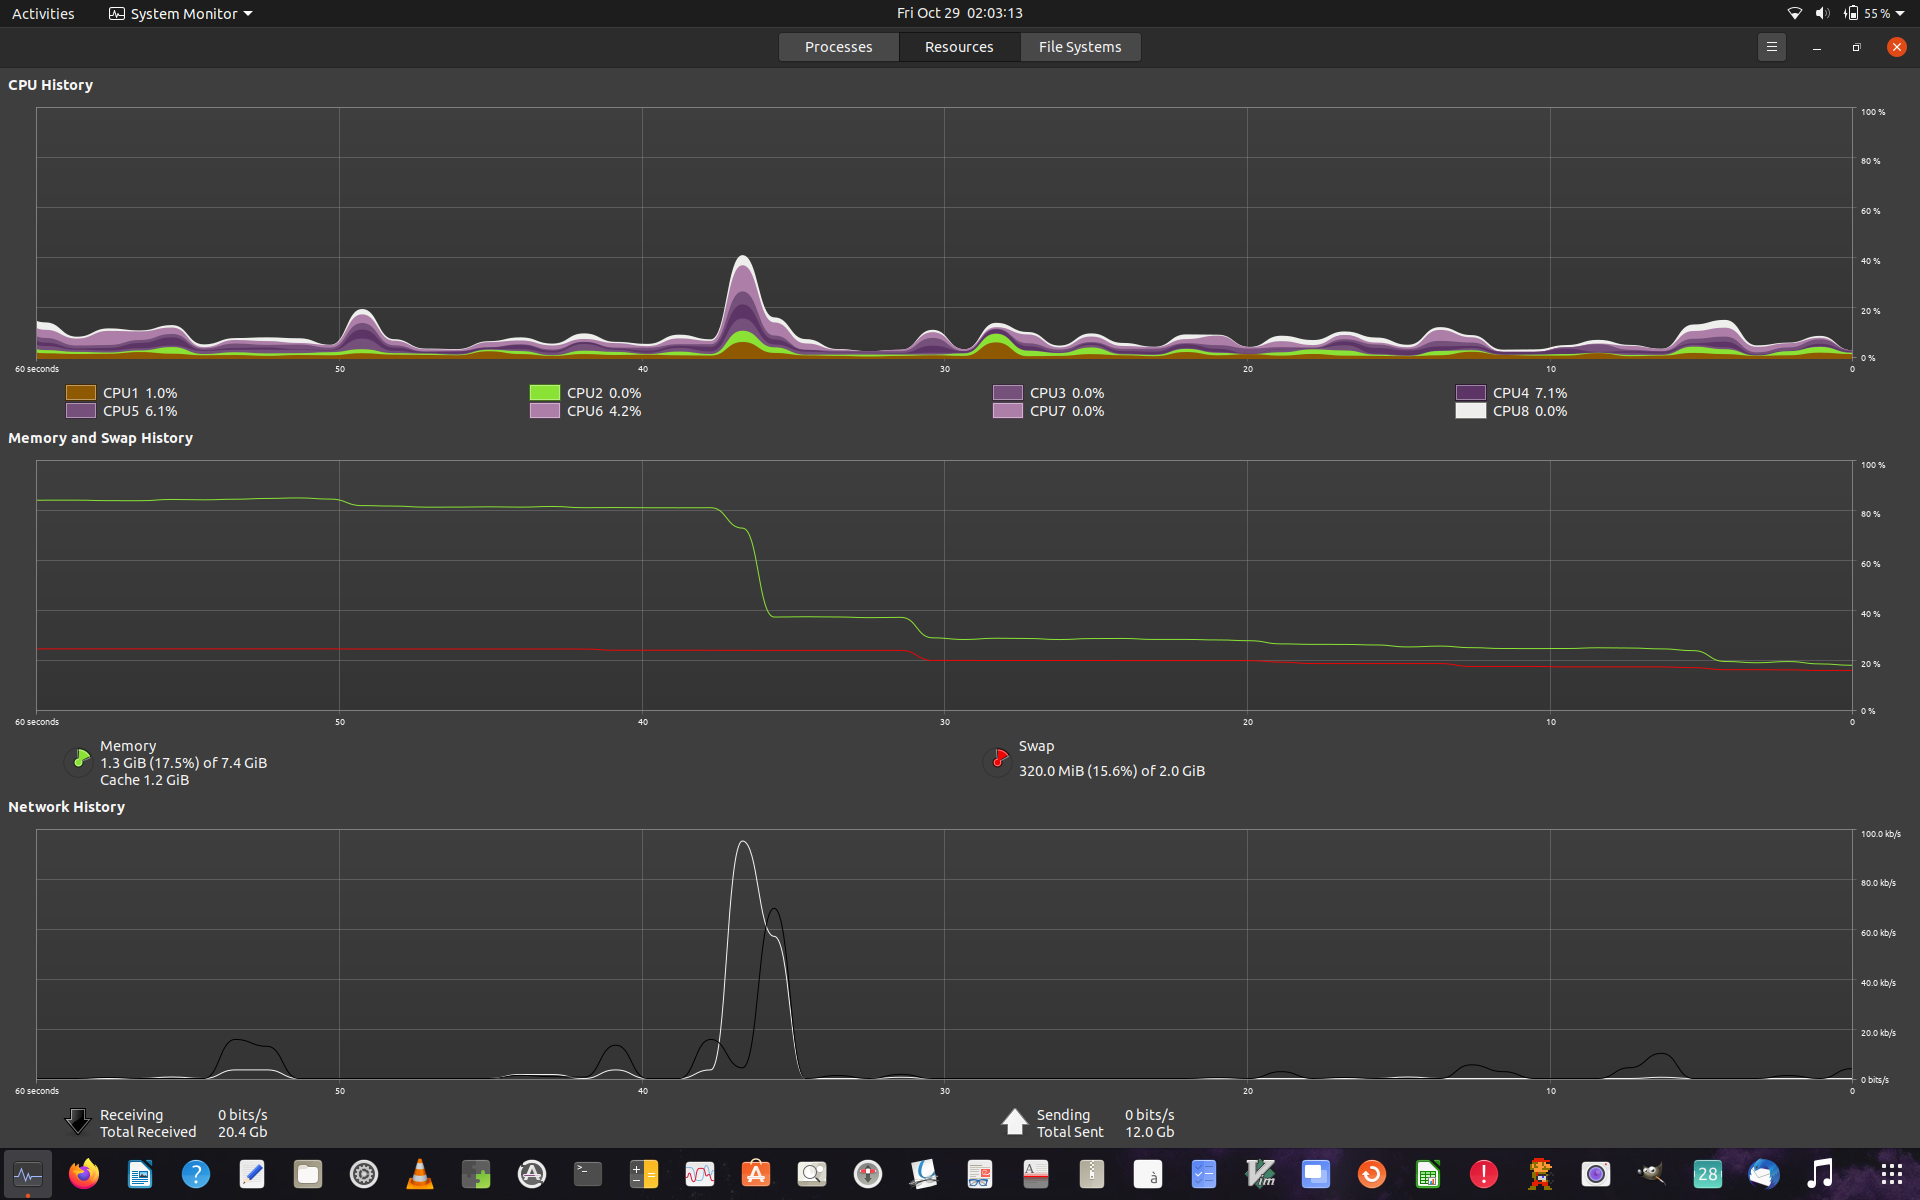 Activities System Monitor Fri Oct 29 02:03:13 55 %
Processes Resources File Systems
CPU History
100 %
80 %
60 %
40 %
20 %
0 %
60 seconds 50 40 30 20 10 0
CPU1 1.0% CPU2 0.0% CPU3 0.0% CPU4 7.1%
CPU5 6.1% CPU6 4.2% CPU7 0.0% CPU8 0.0%
Memory and Swap History
100 %
80 %
60 %
40 %
20 %
0 %
60 seconds 50 40 30 20 10 0
Memory
1.3 GiB (17.5%) of 7.4 GiB
Cache 1.2 GiB
Swap
320.0 MiB (15.6%) of 2.0 GiB
Network History
100.0 kb/s
80.0 kb/s
60.0 kb/s
40.0 kb/s
20.0 kb/s
0 bits/s
60 seconds 50 40 30 20 10 0
Receiving 0 bits/s Sending 0 bits/s
Total Received 20.4 Gb Total Sent 12.0 Gb
? >_ A à Vim ! 28